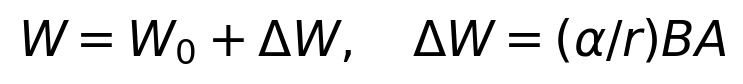 W = W₀ + ΔW,    ΔW = (α/r)BA